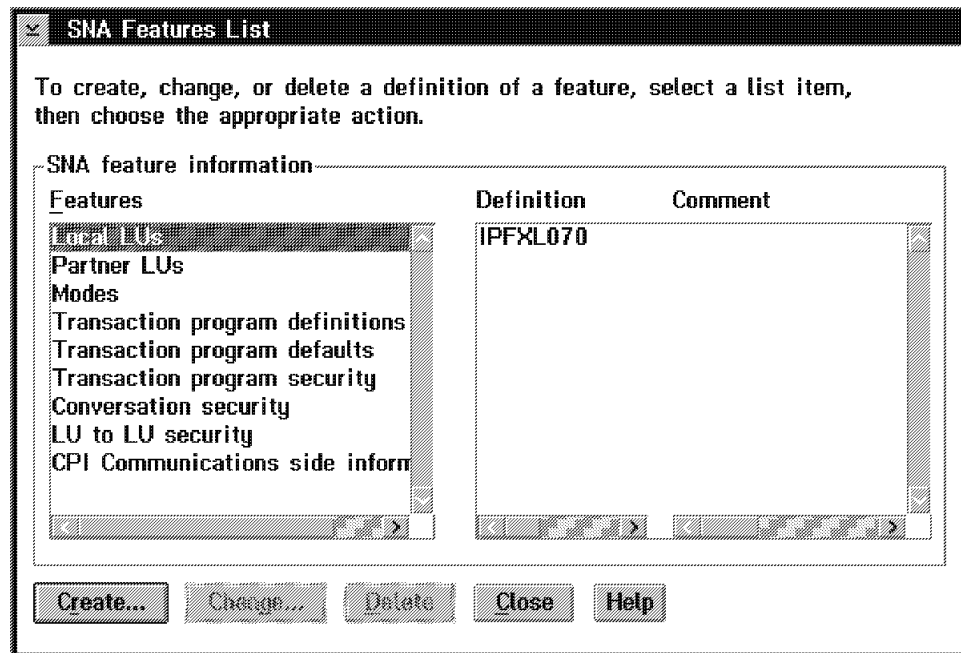 SNA Features List
To create, change, or delete a definition of a feature, select a list item,
then choose the appropriate action.
SNA feature information
Features Definition Comment
Local LUs IPFXL070
Partner LUs
Modes
Transaction program definitions
Transaction program defaults
Transaction program security
Conversation security
LU to LU security
CPI Communications side inform
Create... Change... Delete Close Help